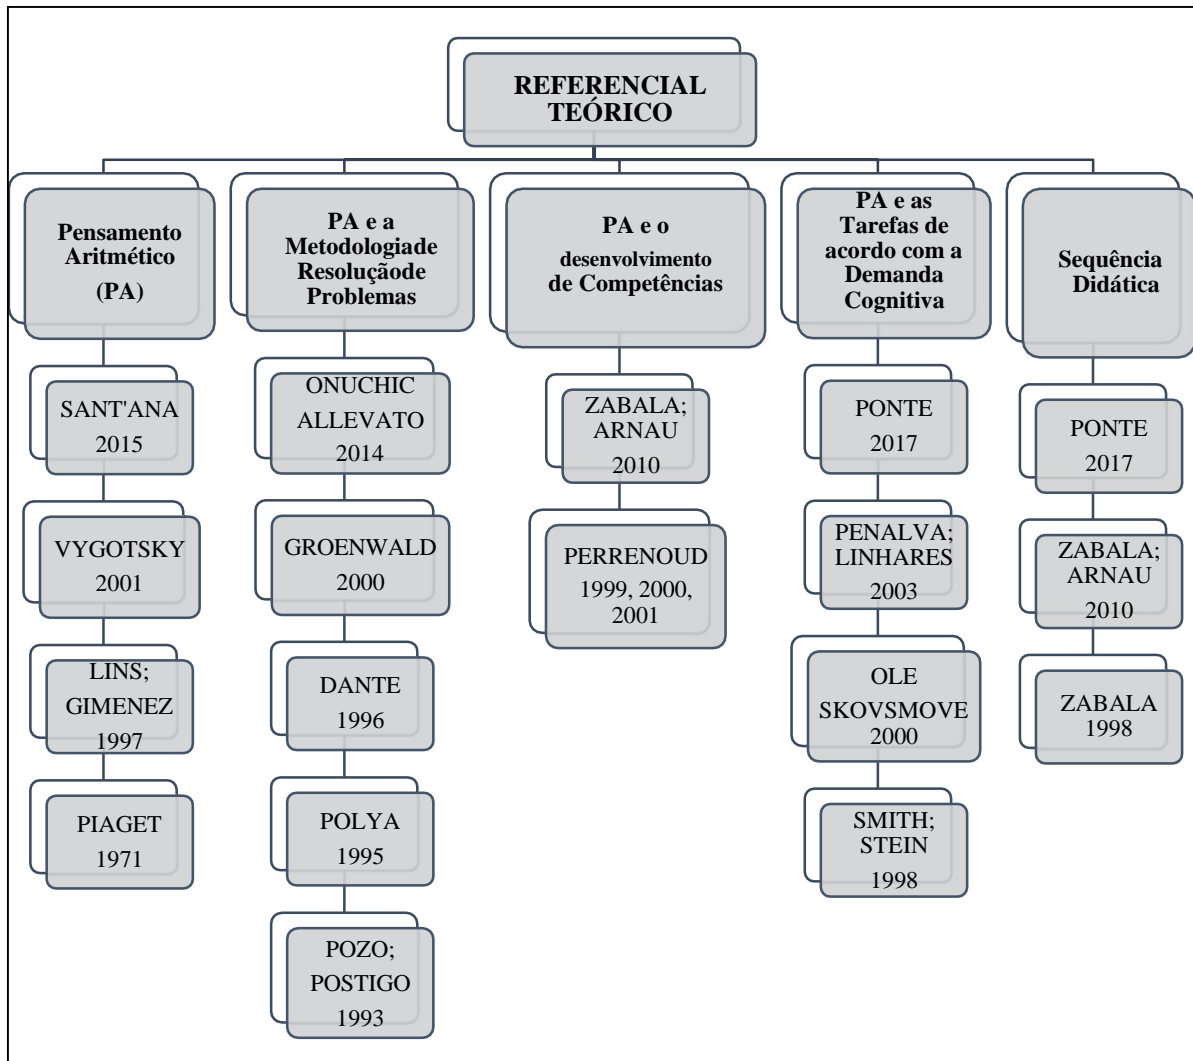 REFERENCIAL
TEÓRICO
Pensamento
Aritmético
(PA)
SANT'ANA
2015
VYGOTSKY
2001
LINS;
GIMENEZ
1997
PIAGET
1971
PA e a
Metodologiade
Resoluçãode
Problemas
ONUCHIC
ALLEVATO
2014
GROENWALD
2000
DANTE
1996
POLYA
1995
POZO;
POSTIGO
1993
PA e o
desenvolvimento
de Competências
ZABALA;
ARNAU
2010
PERRENOUD
1999, 2000,
2001
PA e as
Tarefas de
acordo com a
Demanda
Cognitiva
PONTE
2017
PENALVA;
LINHARES
2003
OLE
SKOVSMOVE
2000
SMITH;
STEIN
1998
Sequência
Didática
PONTE
2017
ZABALA;
ARNAU
2010
ZABALA
1998